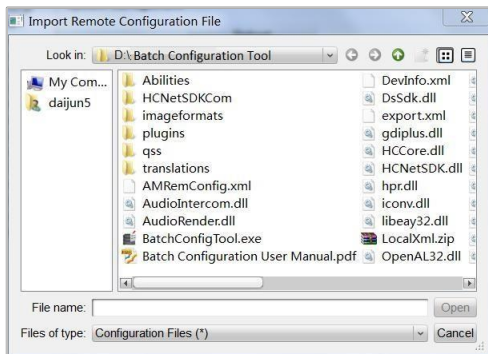 Import Remote Configuration File
Look in: D:\Batch Configuration Tool
My Com...
daijun5
Abilities
HCNetSDKCom
imageformats
plugins
qss
translations
AMRemConfig.xml
AudioIntercom.dll
AudioRender.dll
BatchConfigTool.exe
Batch Configuration User Manual.pdf
DevInfo.xml
DsSdk.dll
export.xml
gdiplus.dll
HCCore.dll
HCNetSDK.dll
hpr.dll
iconv.dll
libeay32.dll
LocalXml.zip
OpenAL32.dll
File name: Open
Files of type: Configuration Files (*) Cancel